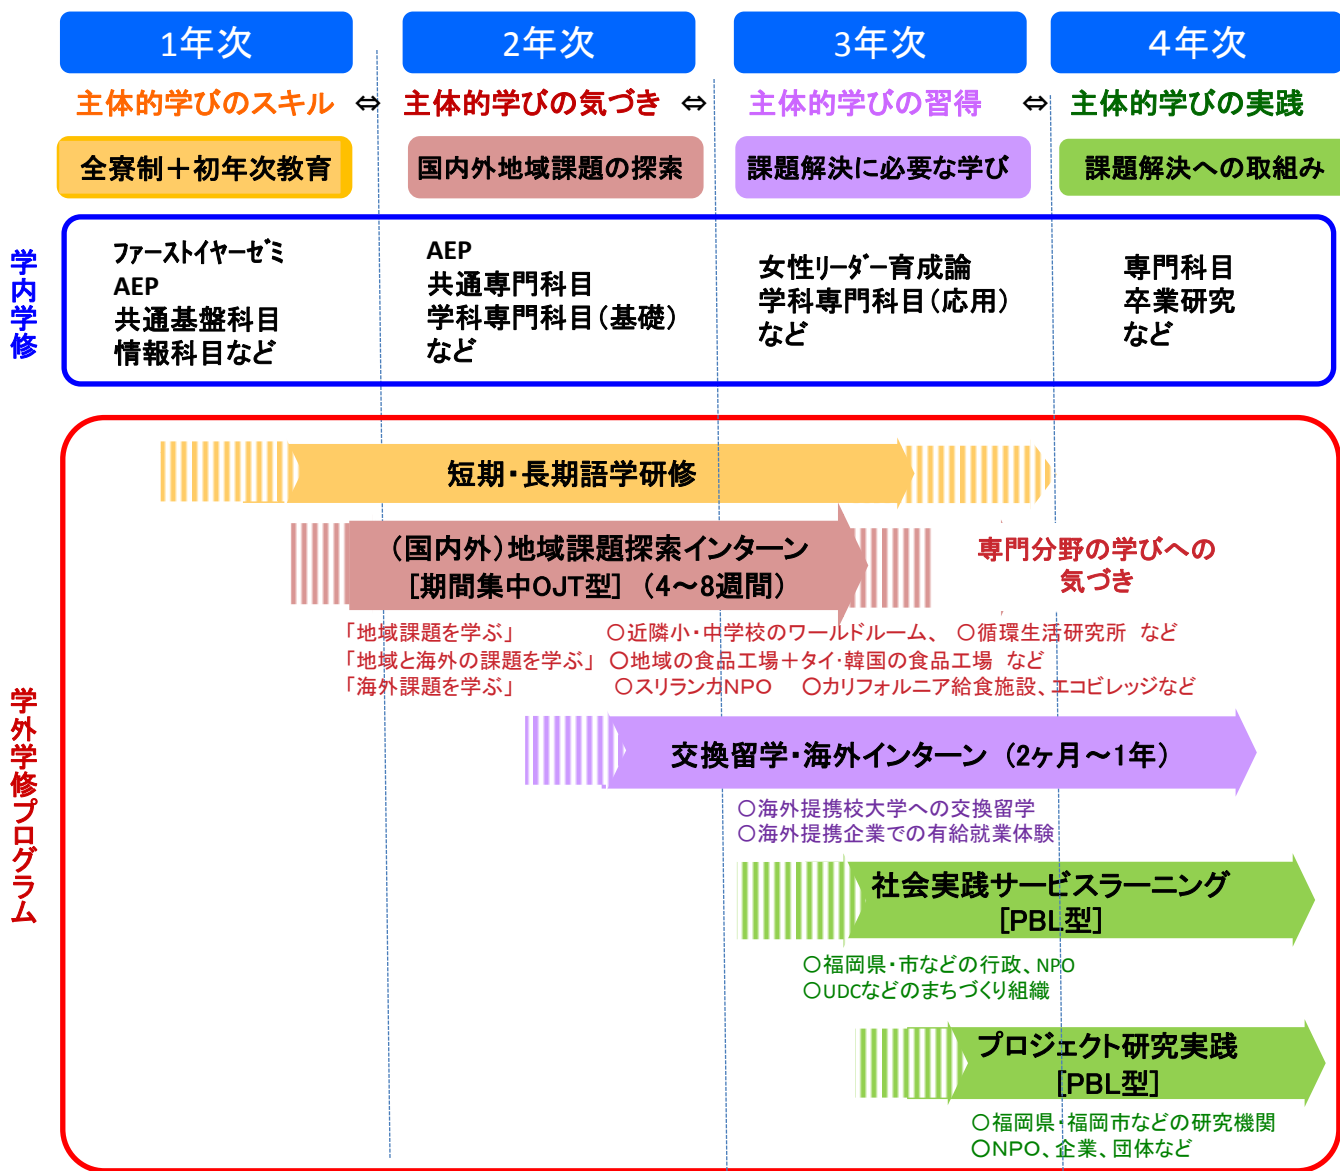 1年次
2年次
3年次
４年次
主体的学びのスキル ⇔ 主体的学びの気づき ⇔ 主体的学びの習得 ⇔ 主体的学びの実践
全寮制＋初年次教育
国内外地域課題の探索
課題解決に必要な学び
課題解決への取組み
学内学修
ﾌｧｰｽﾄｲﾔｰｾﾞﾐ
AEP
共通基盤科目
情報科目など
AEP
共通専門科目
学科専門科目（基礎）
など
女性ﾘｰﾀﾞｰ育成論
学科専門科目（応用）
など
専門科目
卒業研究
など
学外学修プログラム
短期・長期語学研修
（国内外）地域課題探索インターン
［期間集中OJT型］（4～8週間）
専門分野の学びへの
気づき
「地域課題を学ぶ」　○近隣小・中学校のワールドルーム、　○循環生活研究所　など
「地域と海外の課題を学ぶ」　○地域の食品工場＋タイ・韓国の食品工場　など
「海外課題を学ぶ」　○スリランカNPO　○カリフォルニア給食施設、エコビレッジなど
交換留学・海外インターン（2ヶ月～1年）
○海外提携校大学への交換留学
○海外提携企業での有給就業体験
社会実践サービスラーニング
［PBL型］
○福岡県・市などの行政、NPO
○UDCなどのまちづくり組織
プロジェクト研究実践
［PBL型］
○福岡県・福岡市などの研究機関
○NPO、企業、団体など